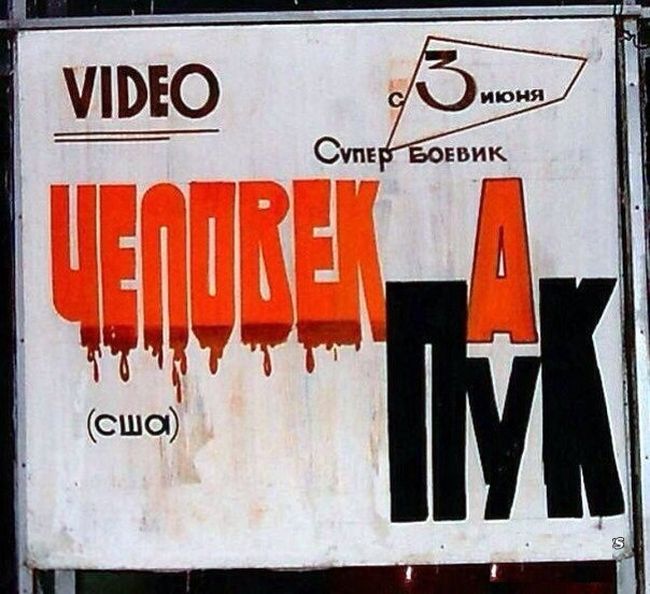 VIDEO
с 3 июня
Супер боевик
ЧЕЛОВЕК
А
ПУК
(США)
S